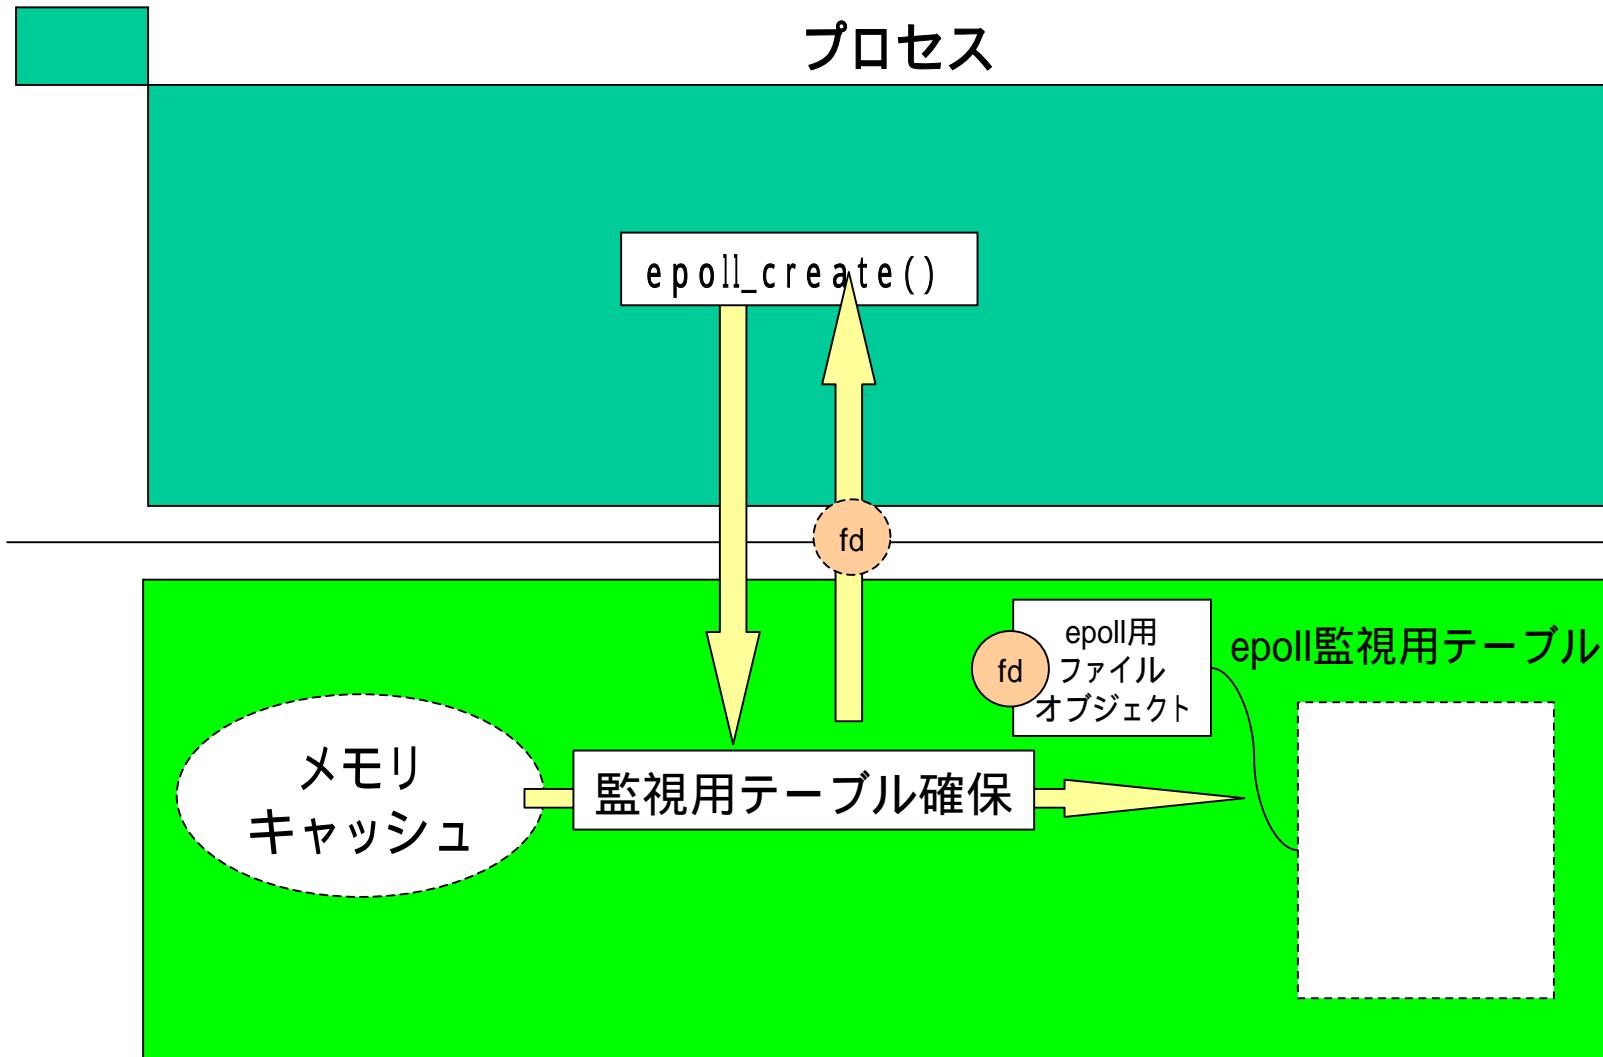 プロセス
epoll_create()
fd
epoll用
ファイル
オブジェクト
fd
epoll監視用テーブル
メモリ
キャッシュ
監視用テーブル確保